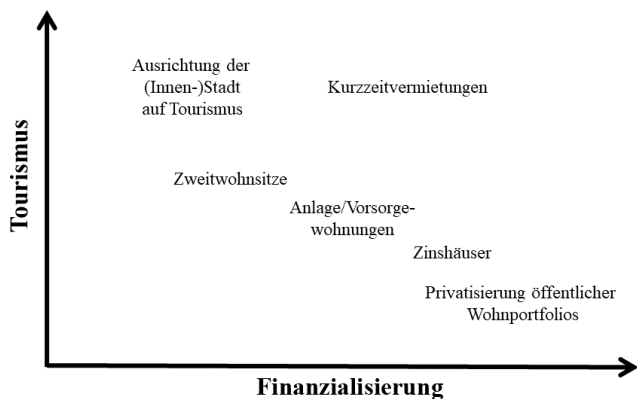 Tourismus
Ausrichtung der
(Innen-)Stadt
auf Tourismus
Kurzzeitvermietungen
Zweitwohnsitze
Anlage/Vorsorge-
wohnungen
Zinshäuser
Privatisierung öffentlicher
Wohnportfolios
Finanzialisierung